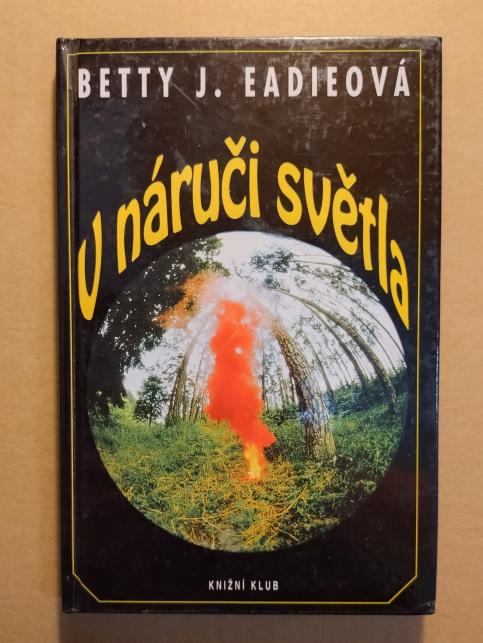 BETTY J. EADIEOVÁ
V náručí světla
KNIŽNÍ KLUB